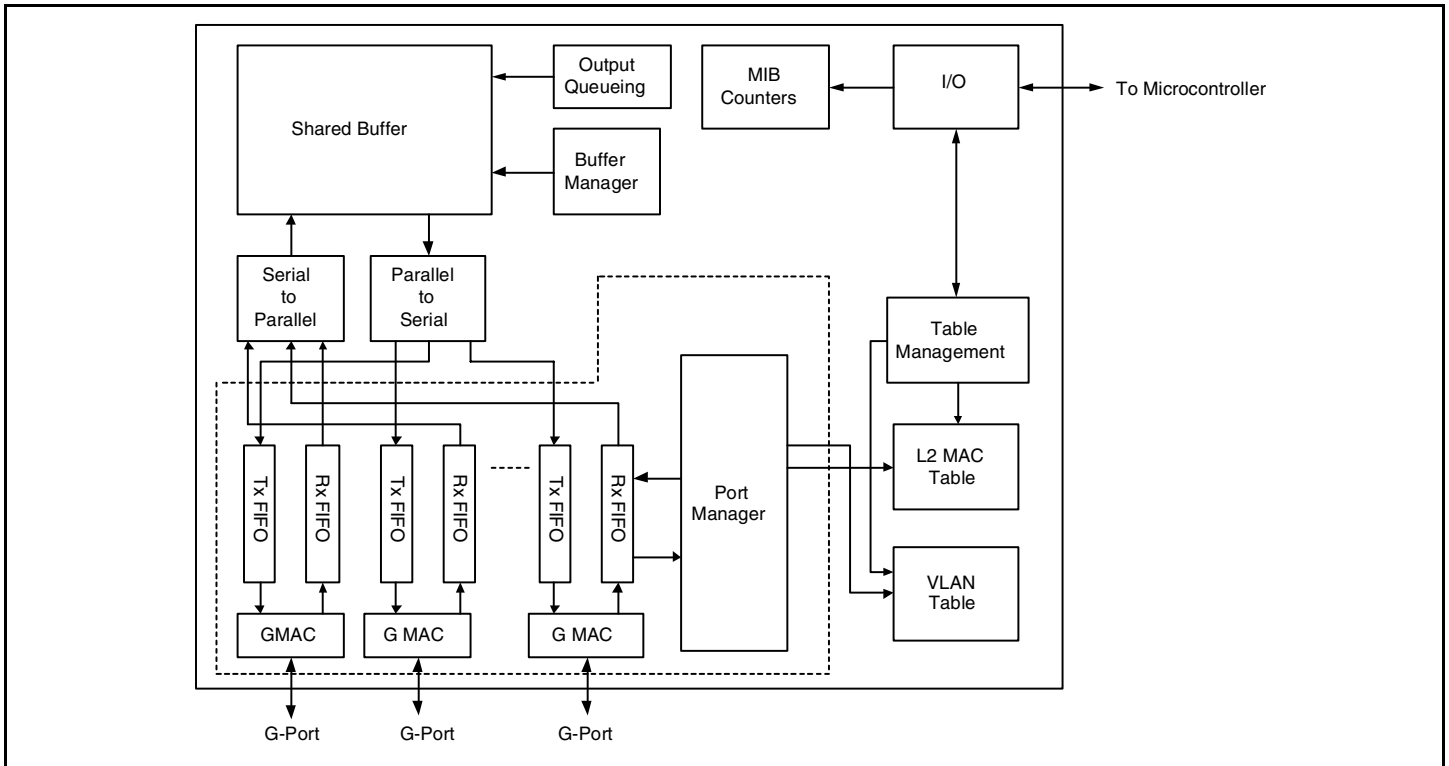 Output
Queueing
MIB
Counters
I/O
To Microcontroller
Shared Buffer
Buffer
Manager
Serial
to
Parallel
Parallel
to
Serial
Table
Management
L2 MAC
Table
Tx FIFO
Rx FIFO
Tx FIFO
Rx FIFO
Tx FIFO
Rx FIFO
Port
Manager
VLAN
Table
GMAC
G MAC
G MAC
G-Port
G-Port
G-Port